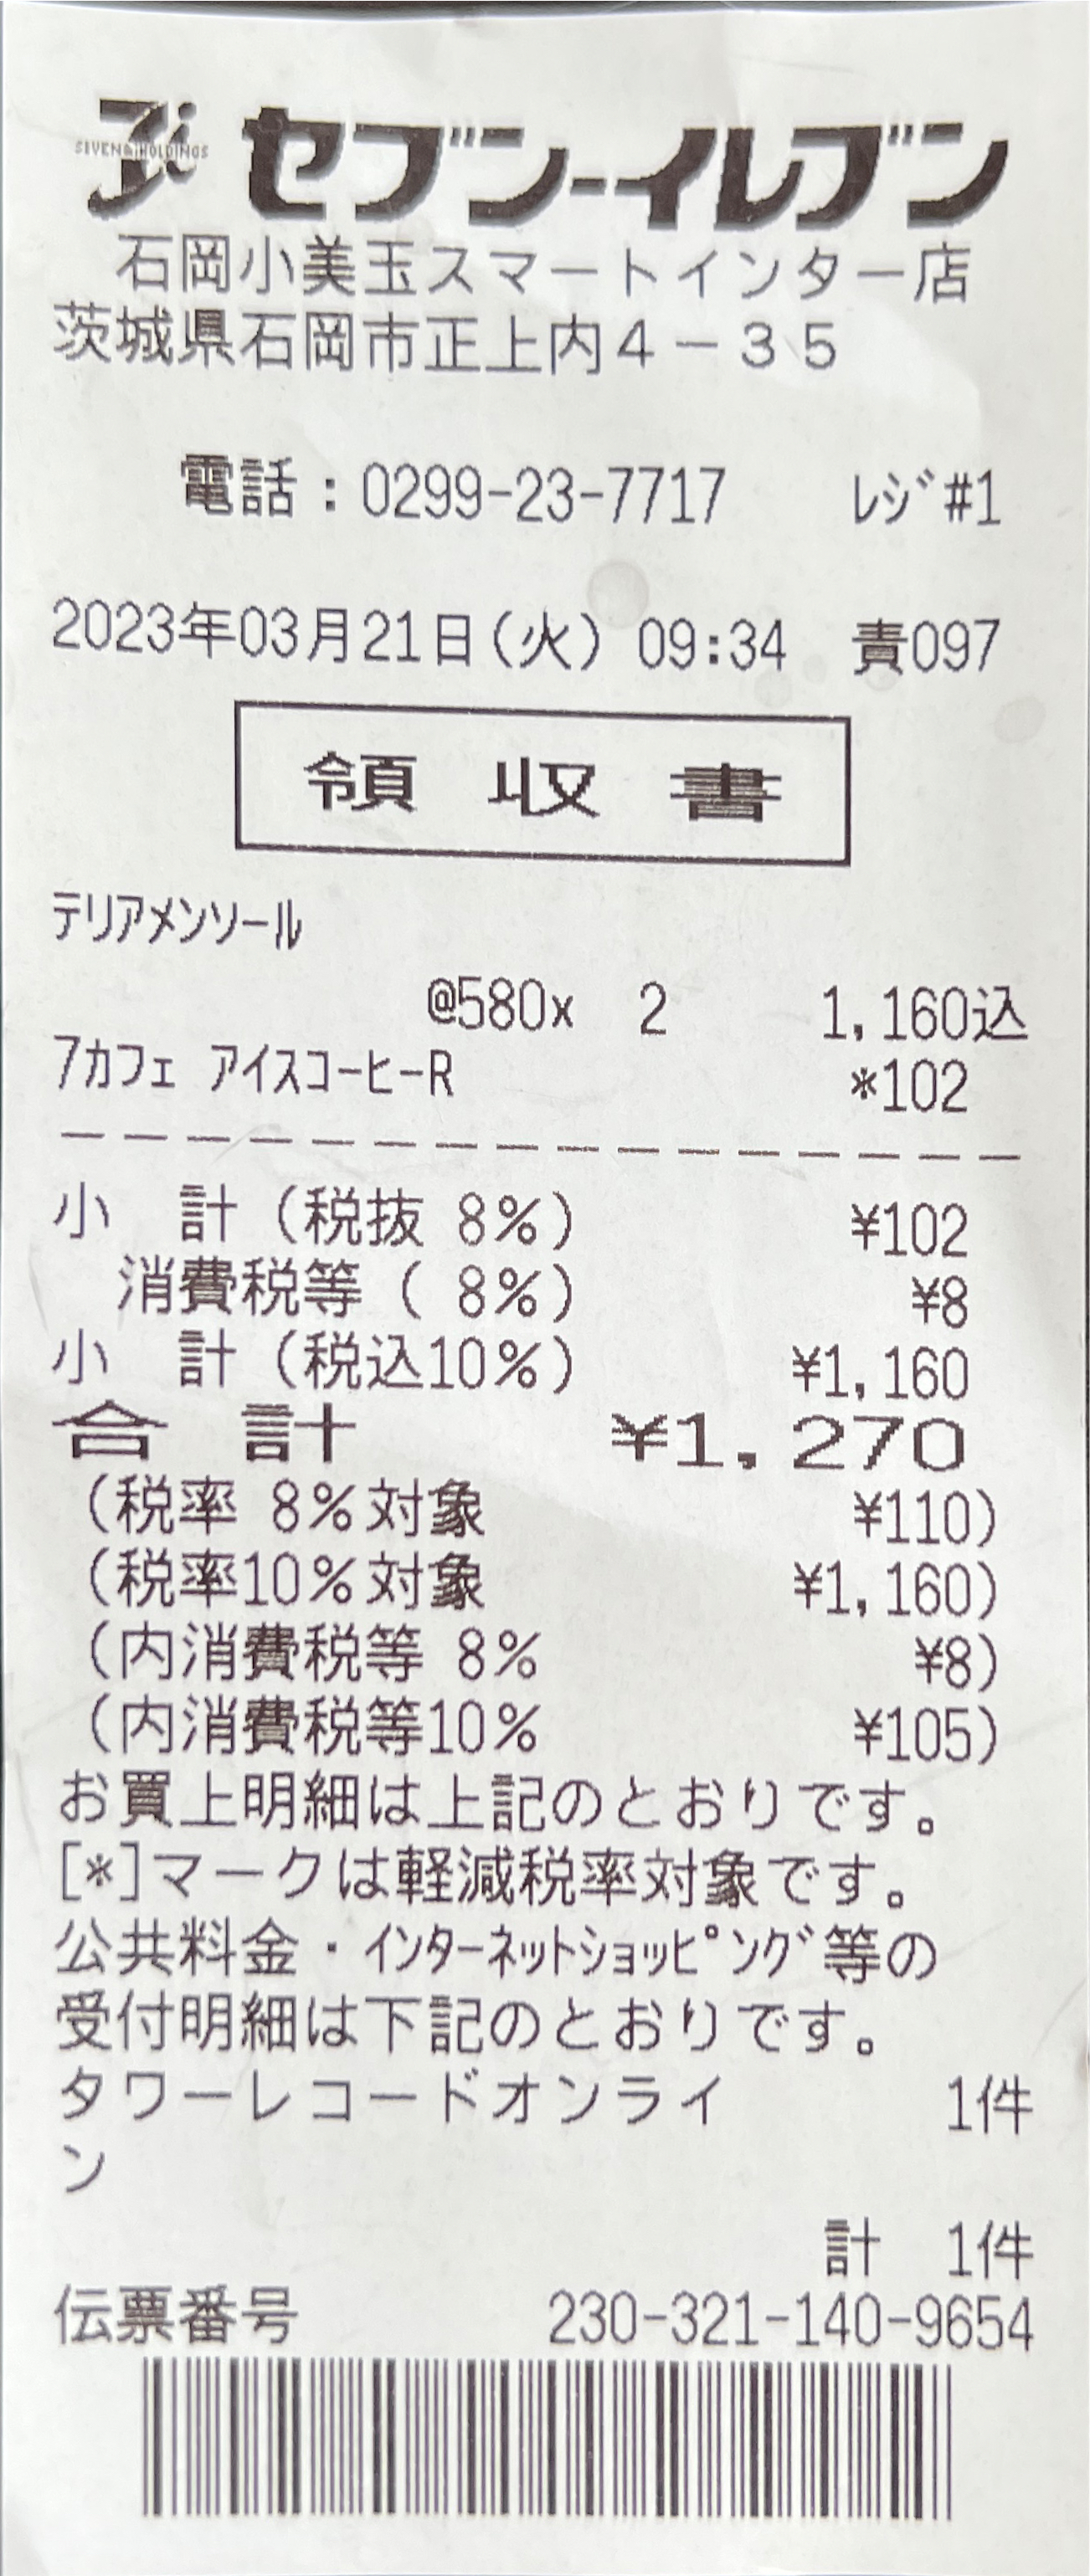 SEVEN&i HOLDINGS
セブン-イレブン
石岡小美玉スマートインター店
茨城県石岡市正上内4-35
電話:0299-23-7717 レジ#1
2023年03月21日(火) 09:34 責097
領収書
テリアメンソール
@580x 2 1,160込
7カフェ アイスコーヒーR *102
小 計(税抜 8%) ¥102
消費税等( 8%) ¥8
小 計(税込10%) ¥1,160
合 計 ¥1,270
(税率 8%対象 ¥110)
(税率10%対象 ¥1,160)
(内消費税等 8% ¥8)
(内消費税等10% ¥105)
お買上明細は上記のとおりです。
[*]マークは軽減税率対象です。
公共料金・インターネットショッピング等の
受付明細は下記のとおりです。
タワーレコードオンライ 1件
ン
計 1件
伝票番号 230-321-140-9654